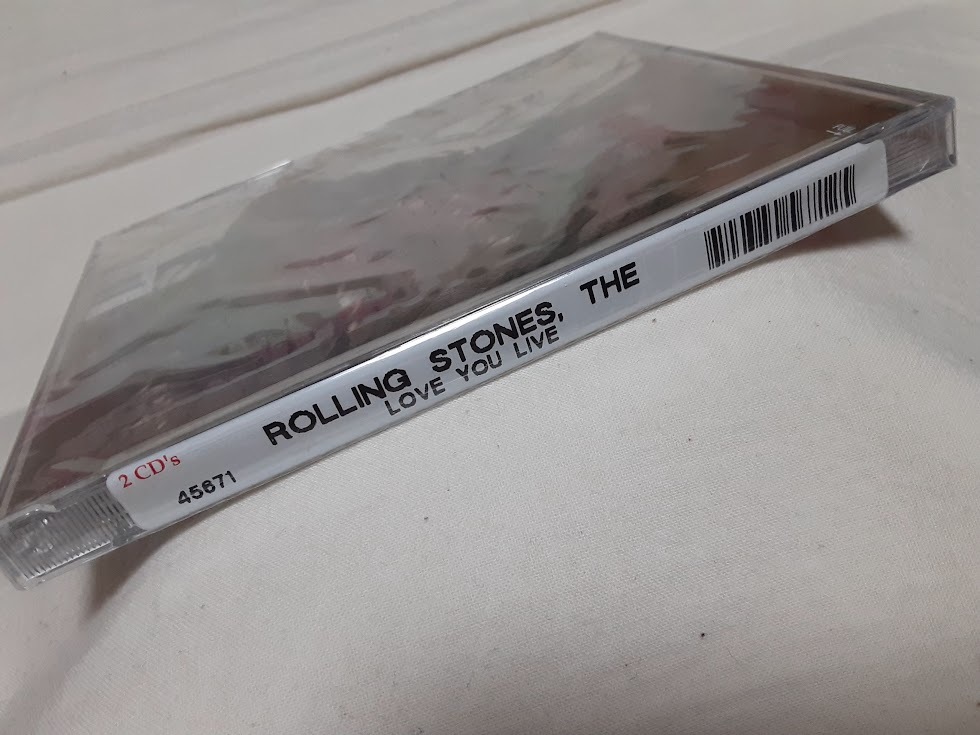 ROLLING STONES, THE
LOVE YOU LIVE
2 CD's
45671